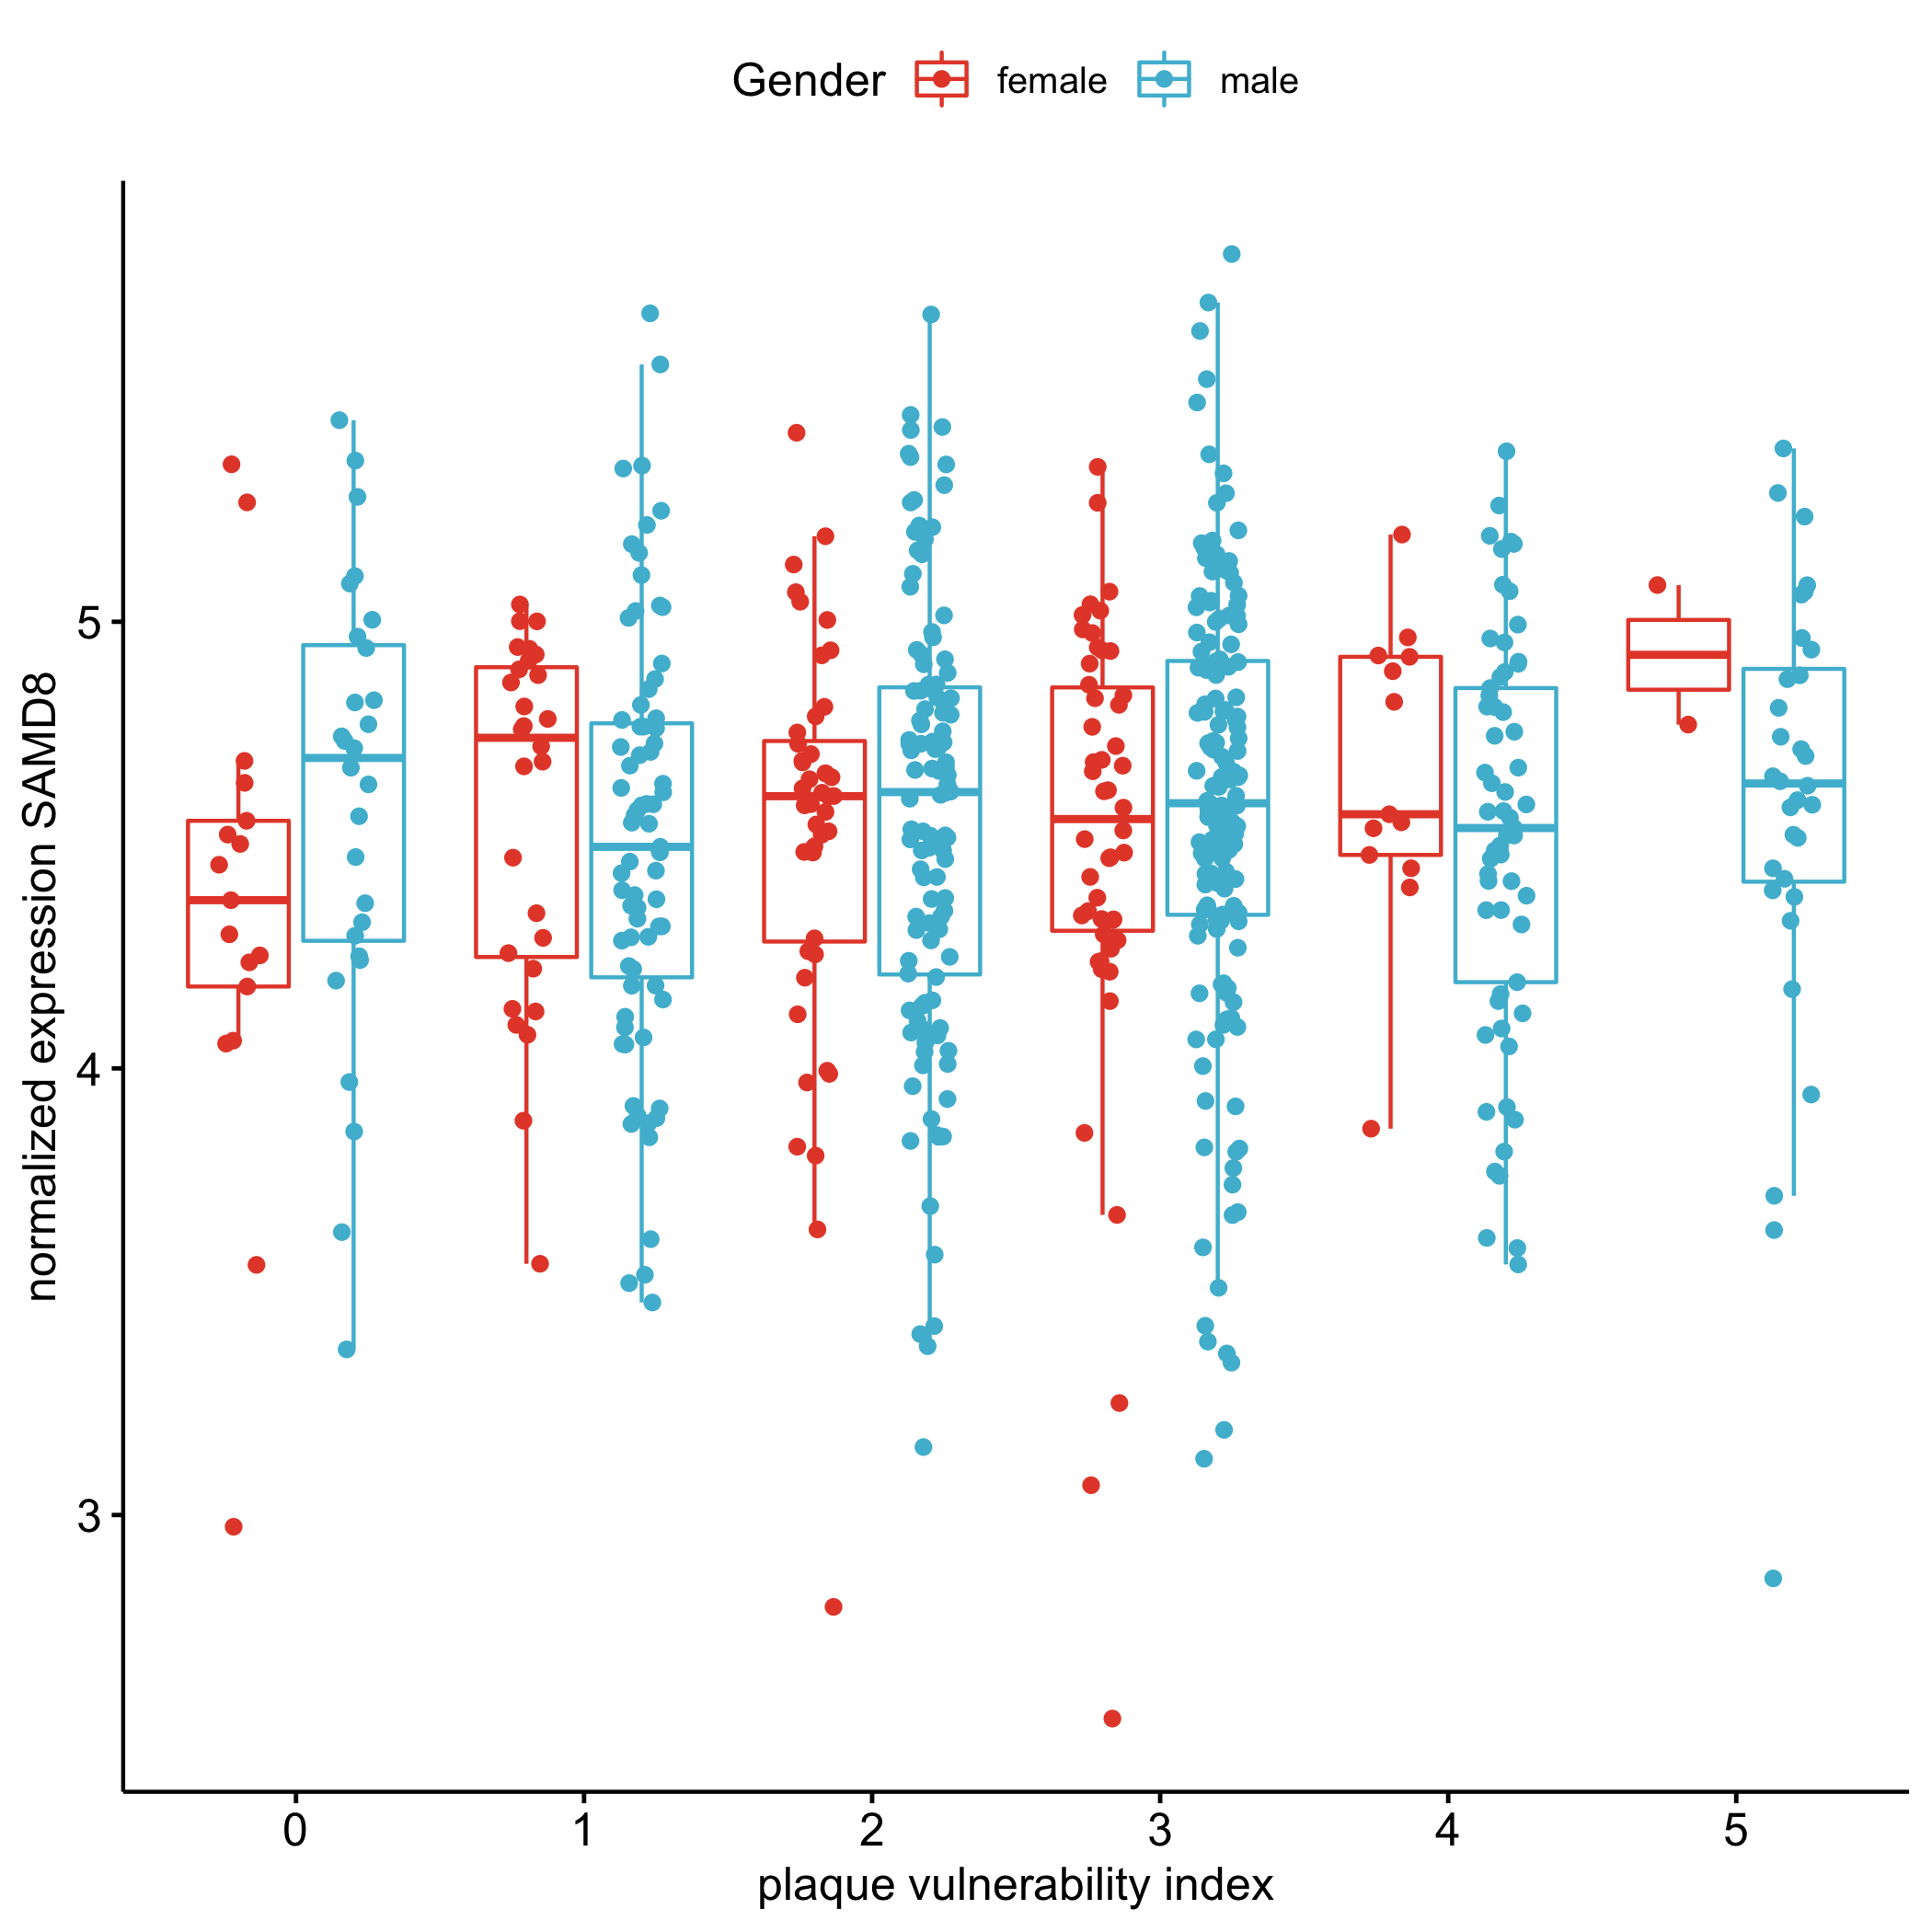 Gender female male
normalized expression SAMD8
5
4
3
0 1 2 3 4 5
plaque vulnerability index